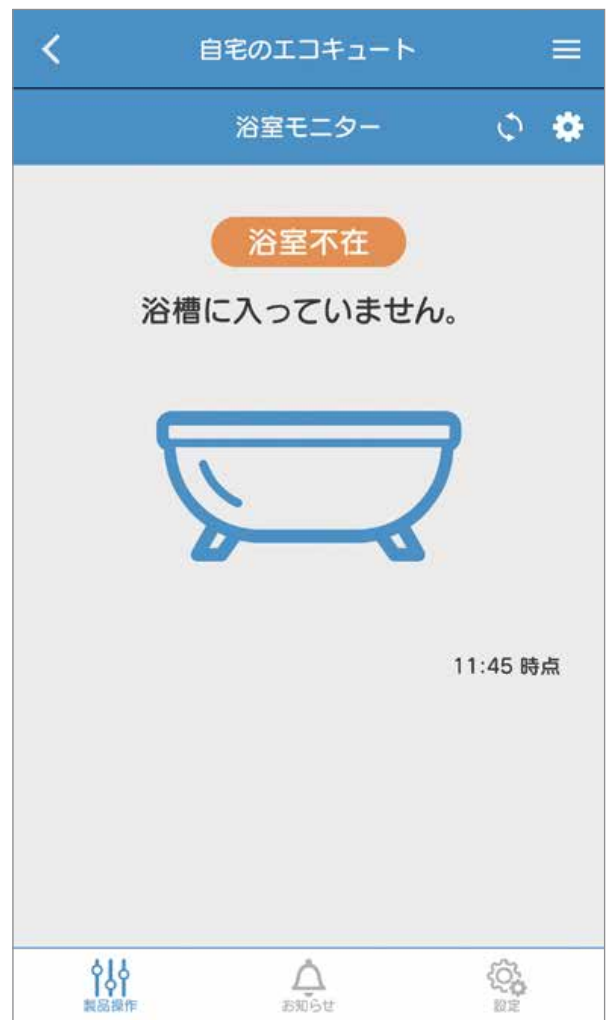 自宅のエコキュート
浴室モニター
浴室不在
浴槽に入っていません。
11:45 時点
製品操作
お知らせ
設定